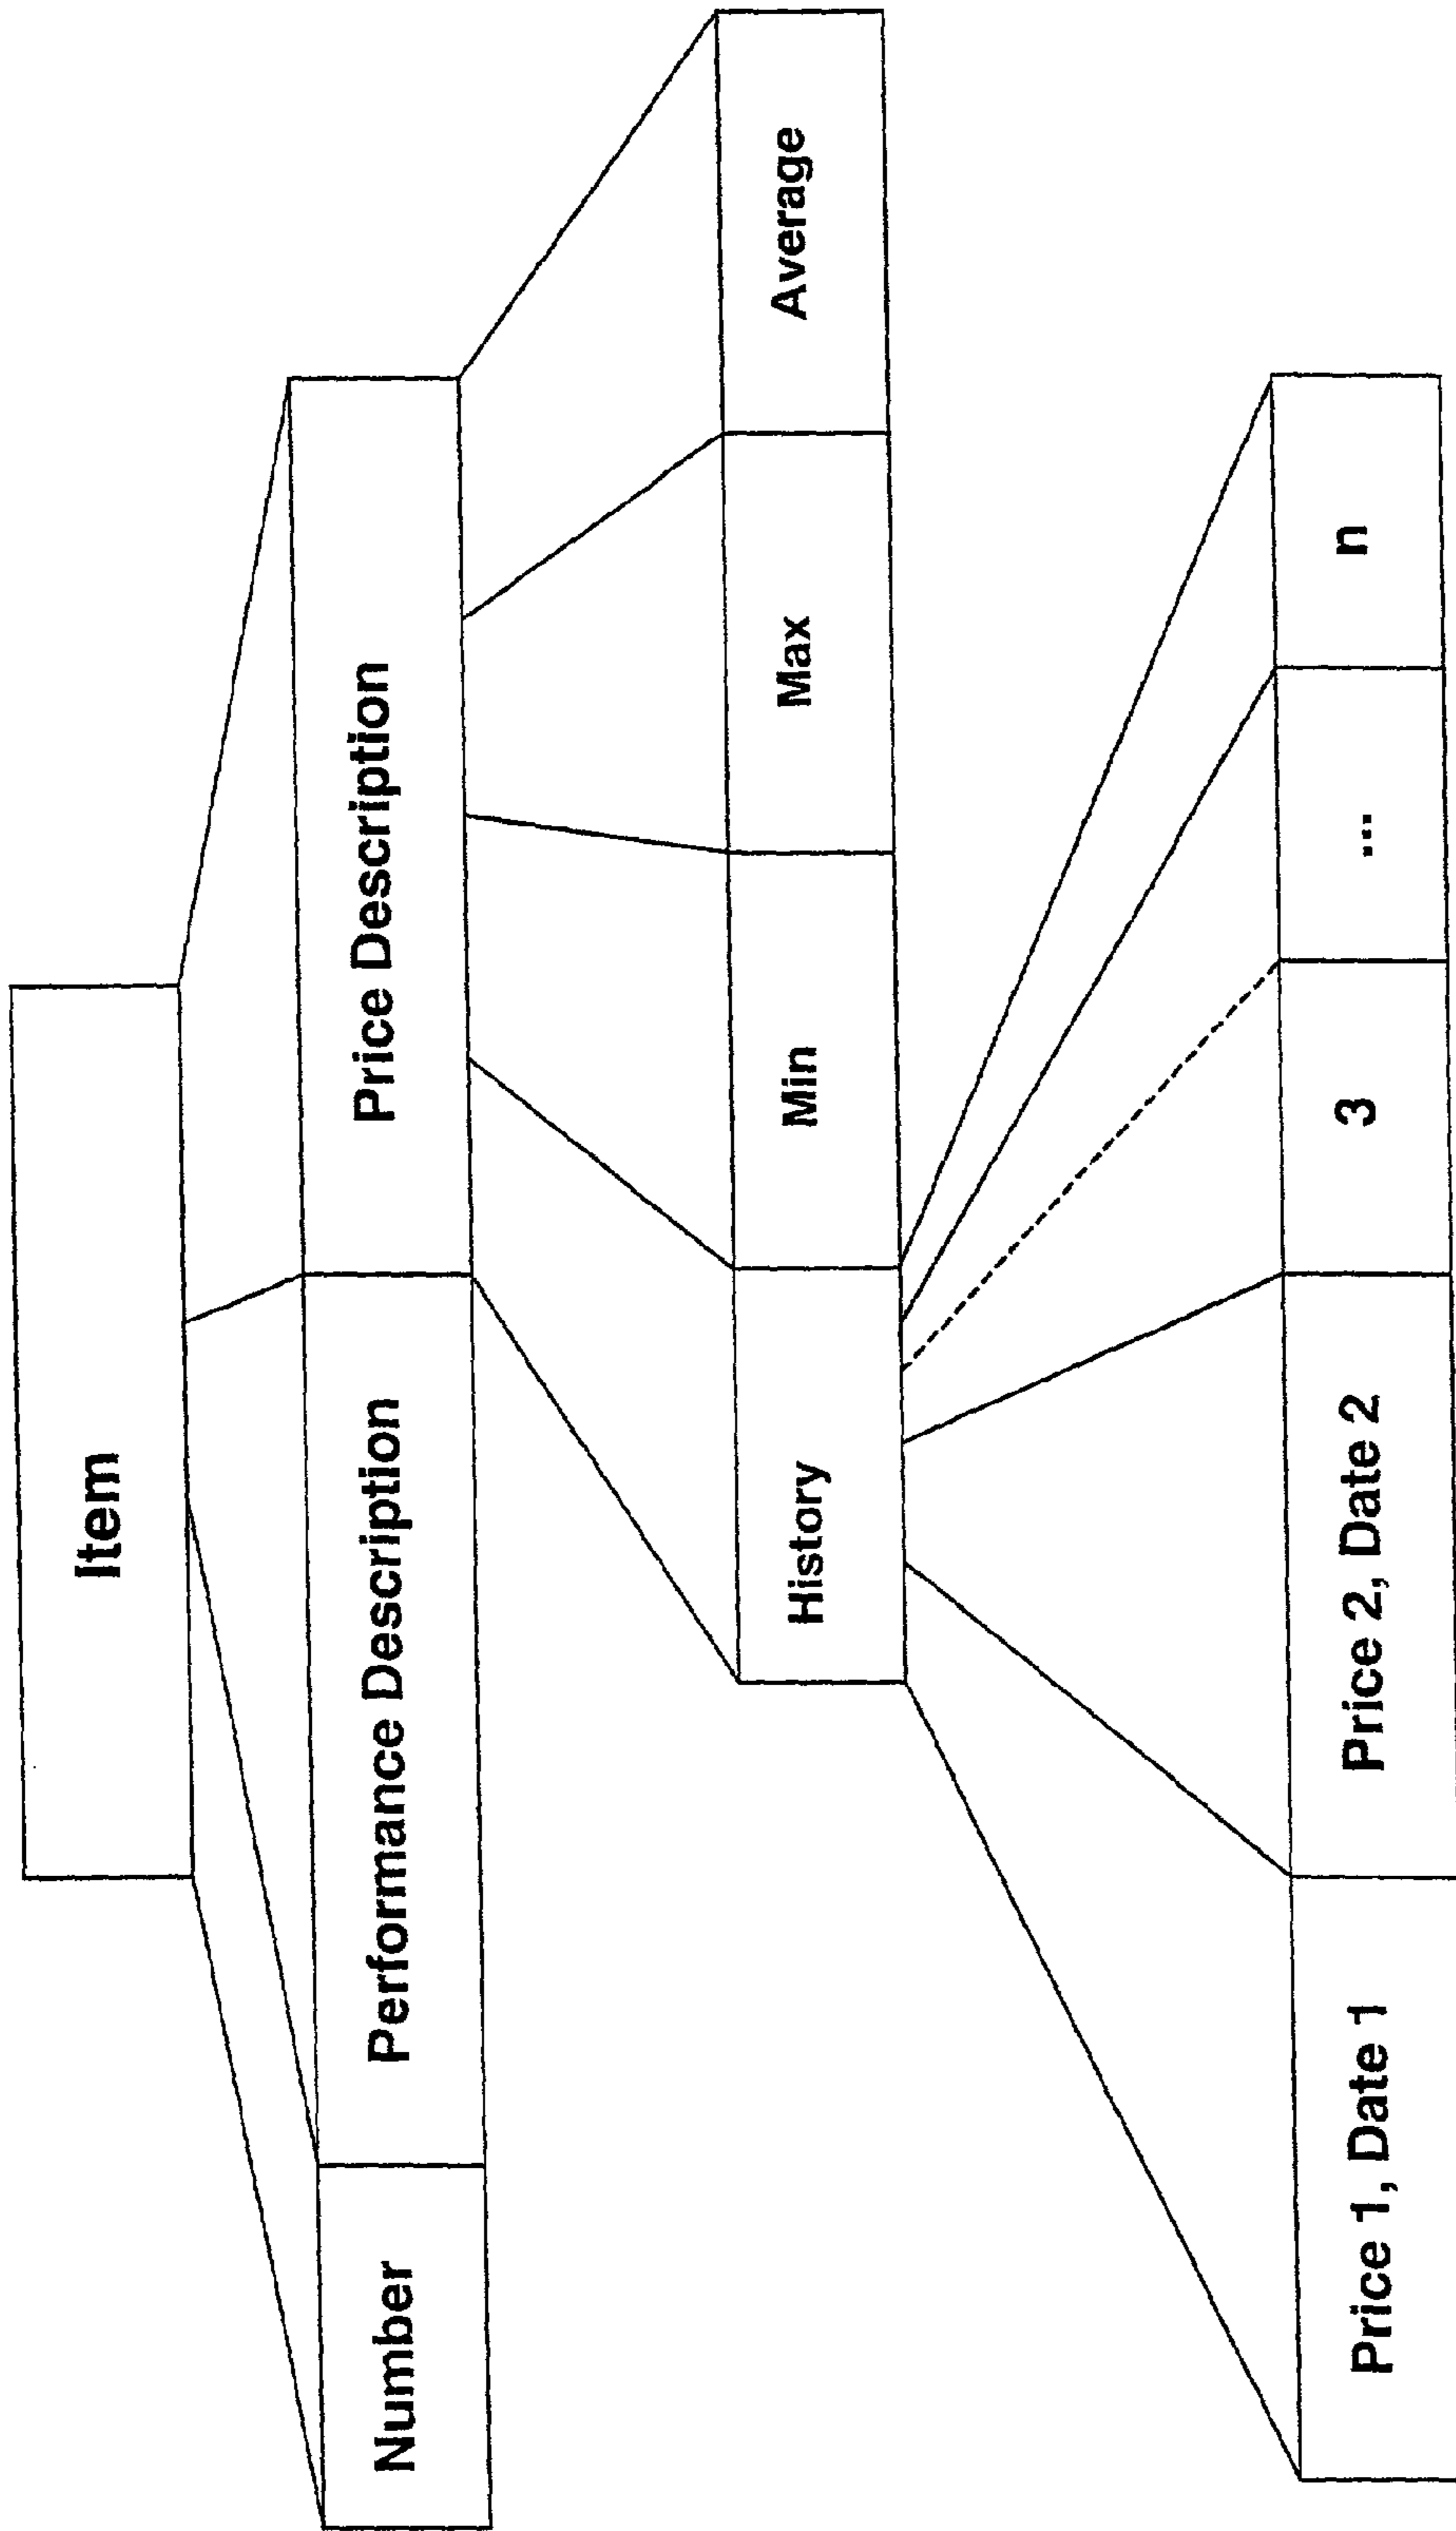 Item
Number
Performance Description
Price Description
History
Min
Max
Average
Price 1, Date 1
Price 2, Date 2
3
...
n